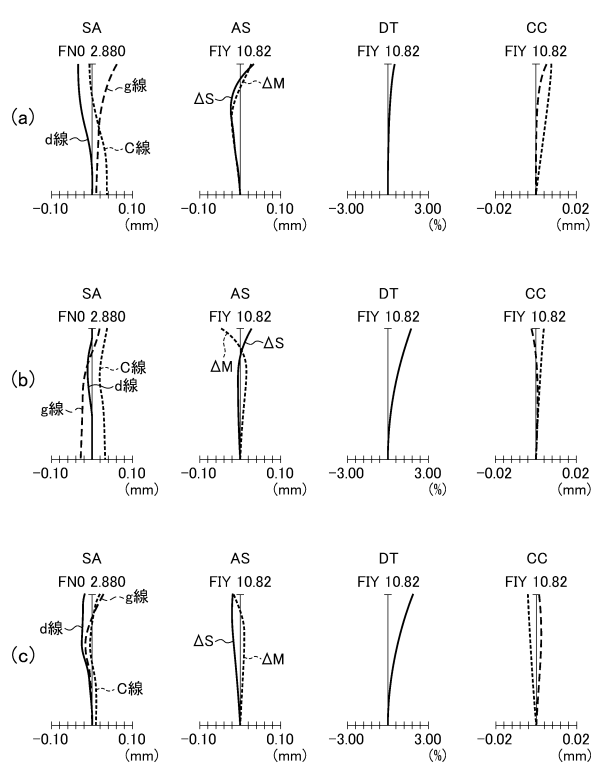 SA AS DT CC
FNO 2.880 FIY 10.82 FIY 10.82 FIY 10.82
g線 ΔM
ΔS
(a)
d線 C線
-0.10 0.10 -0.10 0.10 -3.00 3.00 -0.02 0.02
(mm) (mm) (%) (mm)
SA AS DT CC
FNO 2.880 FIY 10.82 FIY 10.82 FIY 10.82
ΔS
C線 ΔM
(b)
d線
g線
-0.10 0.10 -0.10 0.10 -3.00 3.00 -0.02 0.02
(mm) (mm) (%) (mm)
SA AS DT CC
FNO 2.880 FIY 10.82 FIY 10.82 FIY 10.82
g線
d線
ΔS
(c)
ΔM
C線
-0.10 0.10 -0.10 0.10 -3.00 3.00 -0.02 0.02
(mm) (mm) (%) (mm)